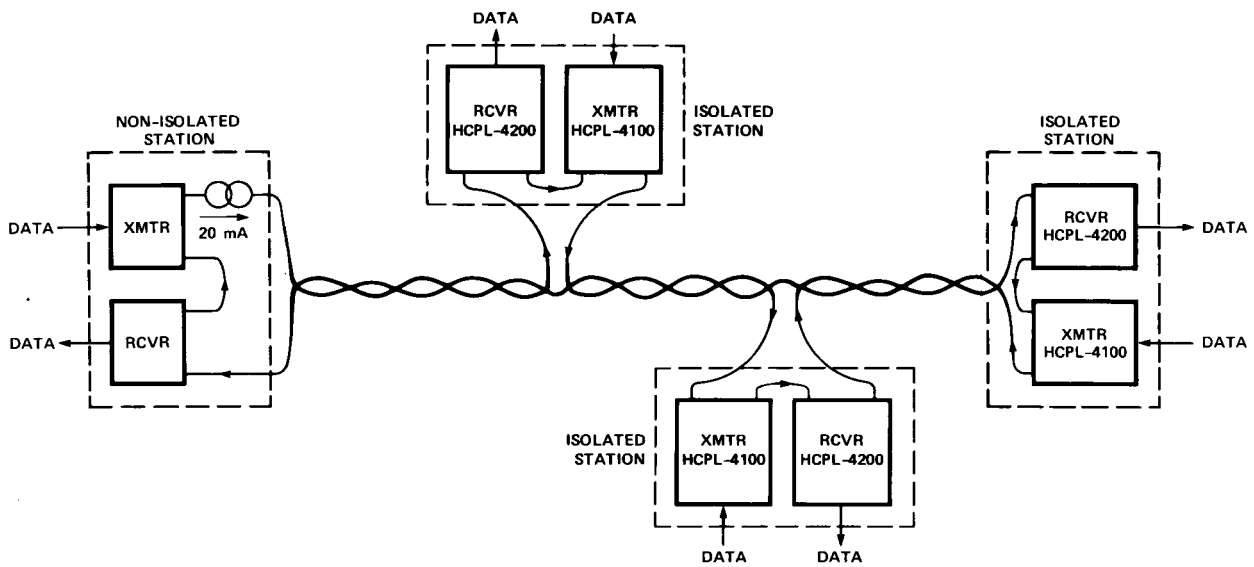 DATA
DATA
RCVR
HCPL-4200
XMTR
HCPL-4100
ISOLATED
STATION
NON-ISOLATED
STATION
DATA
XMTR
20 mA
DATA
RCVR
ISOLATED
STATION
RCVR
HCPL-4200
DATA
XMTR
HCPL-4100
DATA
ISOLATED
STATION
XMTR
HCPL-4100
RCVR
HCPL-4200
DATA
DATA